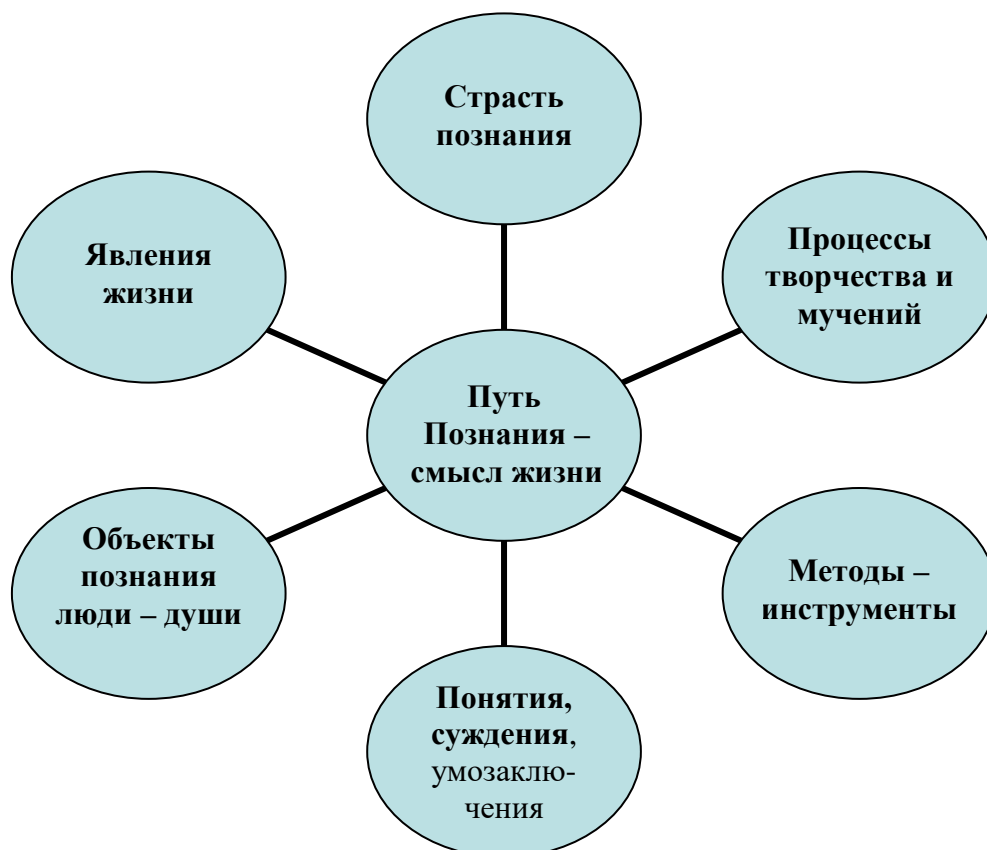 Страсть
познания
Процессы
творчества и
мучений
Явления
жизни
Путь
Познания –
смысл жизни
Объекты
познания
люди – души
Методы –
инструменты
Понятия,
суждения,
умозаклю-
чения